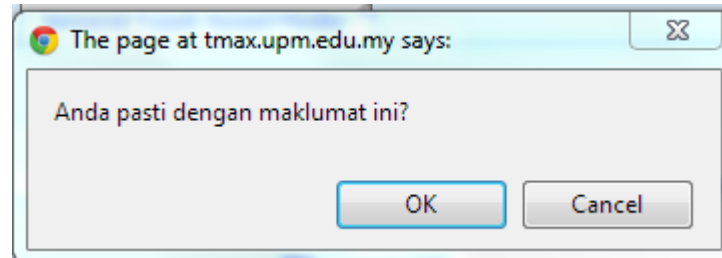 The page at tmax.upm.edu.my says:
Anda pasti dengan maklumat ini?
OK
Cancel